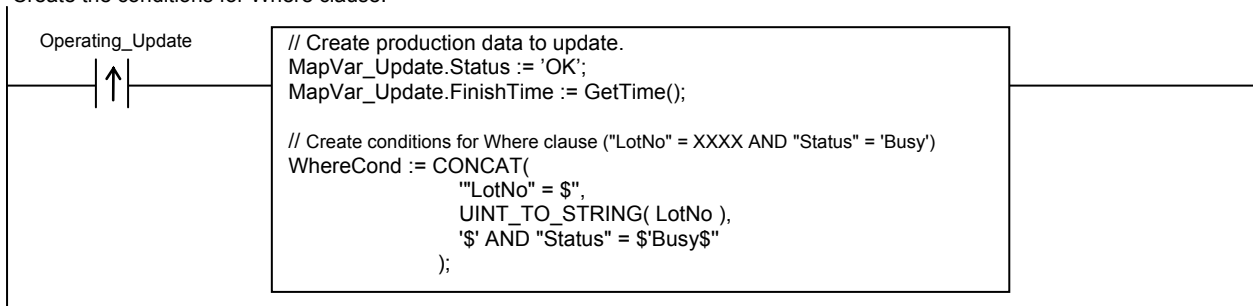 Create the conditions for Where clause.
Operating_Update
// Create production data to update.
MapVar_Update.Status := ’OK’;
MapVar_Update.FinishTime := GetTime();
// Create conditions for Where clause ("LotNo" = XXXX AND "Status" = 'Busy')
WhereCond := CONCAT(
'"LotNo" = $'',
UINT_TO_STRING( LotNo ),
'$' AND "Status" = $'Busy$''
);